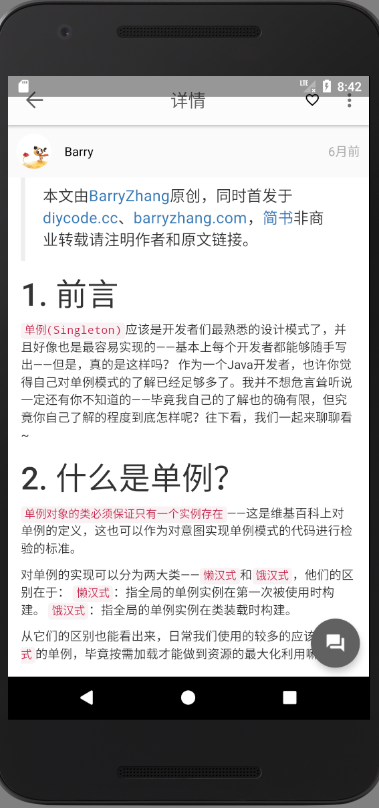 LTE 8:42
详情
Barry 6月前
本文由BarryZhang原创，同时首发于
diycode.cc、barryzhang.com，简书非商
业转载请注明作者和原文链接。
1. 前言
单例(Singleton)应该是开发者们最熟悉的设计模式了，并
且好像也是最容易实现的——基本上每个开发者都能够随手写
出——但是，真的是这样吗？ 作为一个Java开发者，也许你觉
得自己对单例模式的了解已经足够多了。我并不想危言耸听说
一定还有你不知道的——毕竟我自己的了解也的确有限，但究
竟你自己了解的程度到底怎样呢？往下看，我们一起来聊聊看
~
2. 什么是单例？
单例对象的类必须保证只有一个实例存在——这是维基百科上对
单例的定义，这也可以作为对意图实现单例模式的代码进行检
验的标准。
对单例的实现可以分为两大类——懒汉式和饿汉式，他们的区
别在于： 懒汉式：指全局的单例实例在第一次被使用时构
建。 饿汉式：指全局的单例实例在类装载时构建。
从它们的区别也能看出来，日常我们使用的较多的应该
式的单例，毕竟按需加载才能做到资源的最大化利用嘛